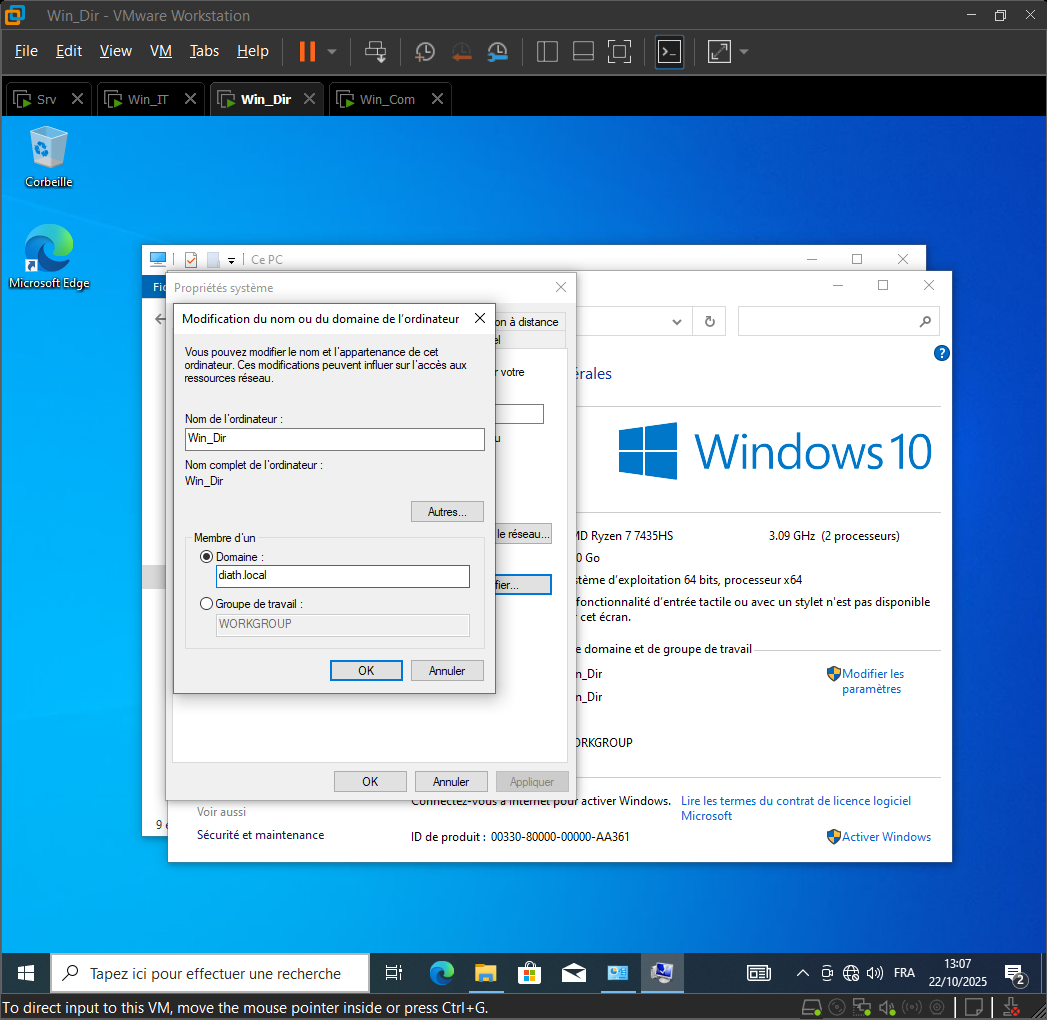 Win_Dir - VMware Workstation
File Edit View VM Tabs Help
Srv Win_IT Win_Dir Win_Com
Corbeille
Microsoft Edge
Ce PC
Propriétés système
Modification du nom ou du domaine de l'ordinateur
Vous pouvez modifier le nom et l'appartenance de cet
ordinateur. Ces modifications peuvent influer sur l'accès aux
ressources réseau.
Nom de l'ordinateur :
Win_Dir
Nom complet de l'ordinateur :
Win_Dir
Autres...
Membre d'un
Domaine :
diath.local
Groupe de travail :
WORKGROUP
OK Annuler
on à distance
el
r votre
u
le réseau...
fier...
OK Annuler Appliquer
érales
Windows 10
MD Ryzen 7 7435HS 3.09 GHz (2 processeurs)
0 Go
stème d'exploitation 64 bits, processeur x64
fonctionnalité d'entrée tactile ou avec un stylet n'est pas disponible
cet écran.
e domaine et de groupe de travail
n_Dir
n_Dir
Modifier les
paramètres
ORKGROUP
Connectez-vous à Internet pour activer Windows. Lire les termes du contrat de licence logiciel
Microsoft
Voir aussi
Sécurité et maintenance
ID de produit : 00330-80000-00000-AA361
Activer Windows
9 é
Tapez ici pour effectuer une recherche
FRA
13:07
22/10/2025
2
To direct input to this VM, move the mouse pointer inside or press Ctrl+G.